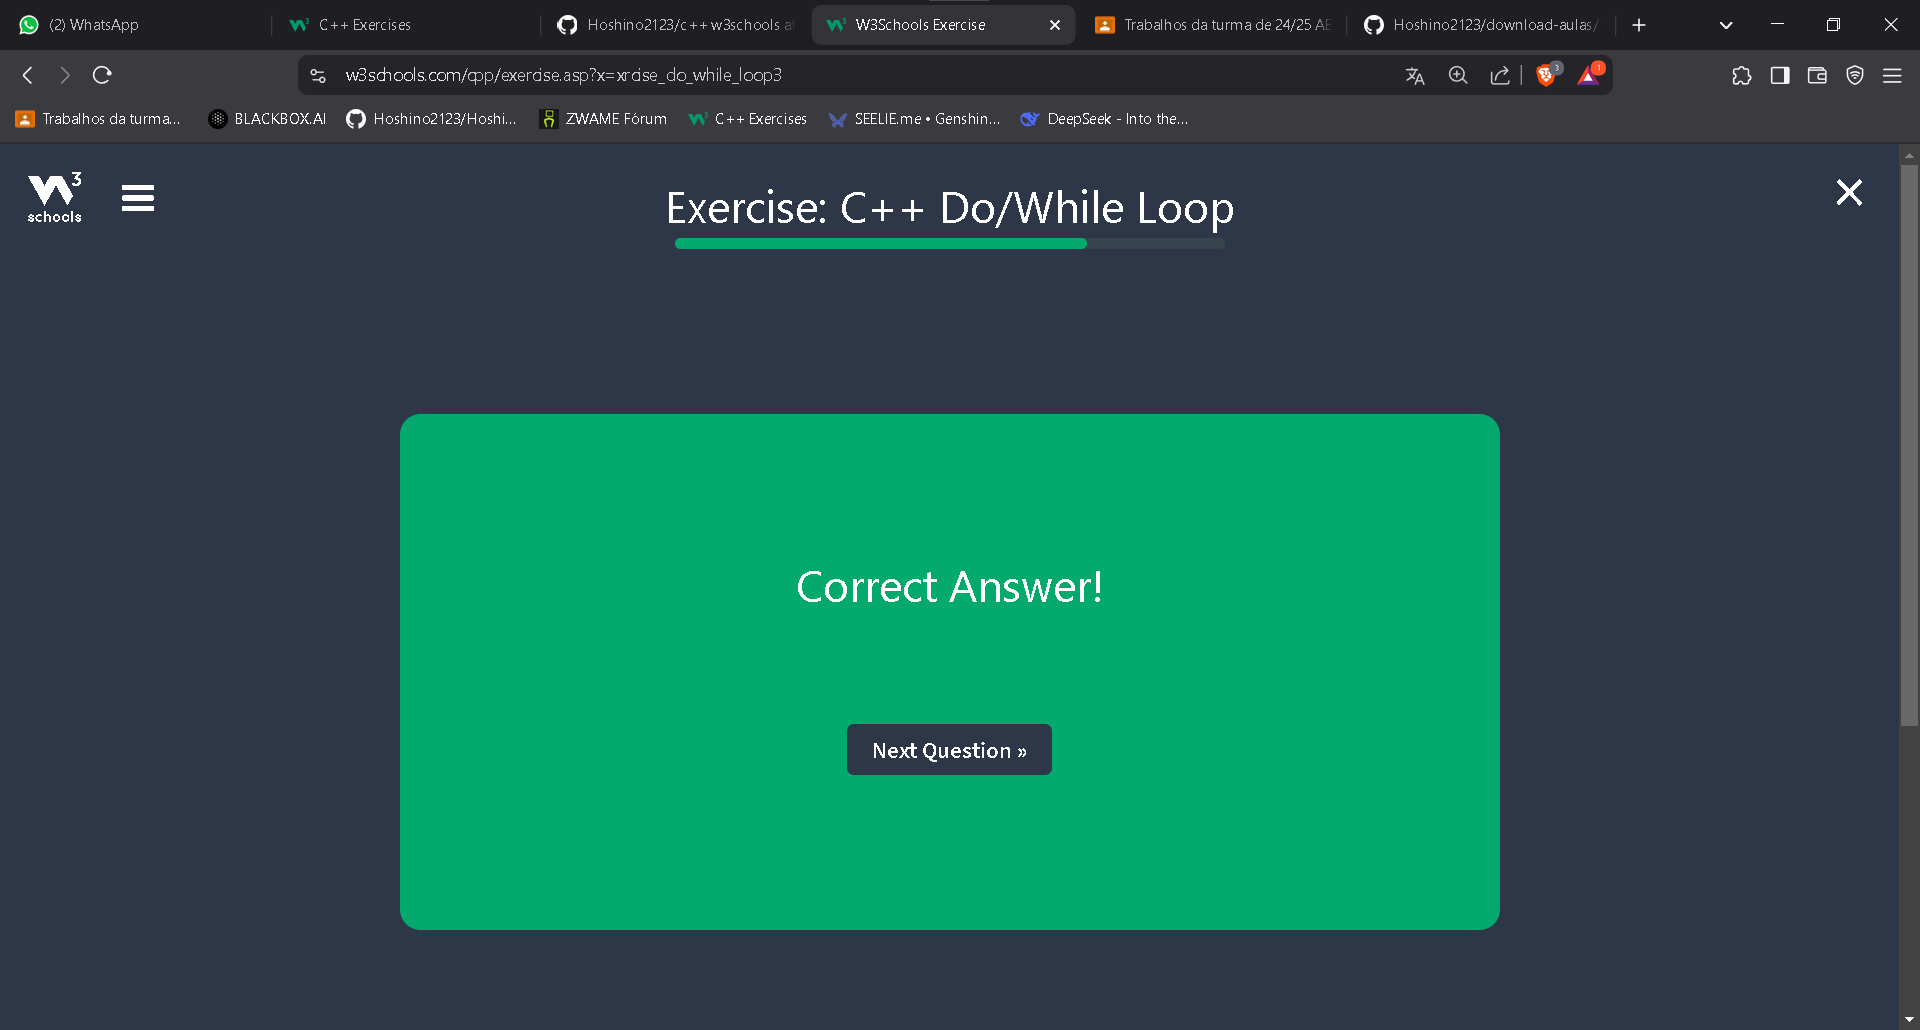 (2) WhatsApp
C++ Exercises
Hoshino2123/c++ w3schools a
W3Schools Exercise
Trabalhos da turma de 24/25 AE
Hoshino2123/download-aulas/
w3schools.com/cpp/exercise.asp?x=xrcise_do_while_loop3
3
1
Trabalhos da turma...
BLACKBOX.AI
Hoshino2123/Hoshi...
ZWAME Fórum
C++ Exercises
SEELIE.me • Genshin...
DeepSeek - Into the...
3
schools
Exercise: C++ Do/While Loop
Correct Answer!
Next Question »